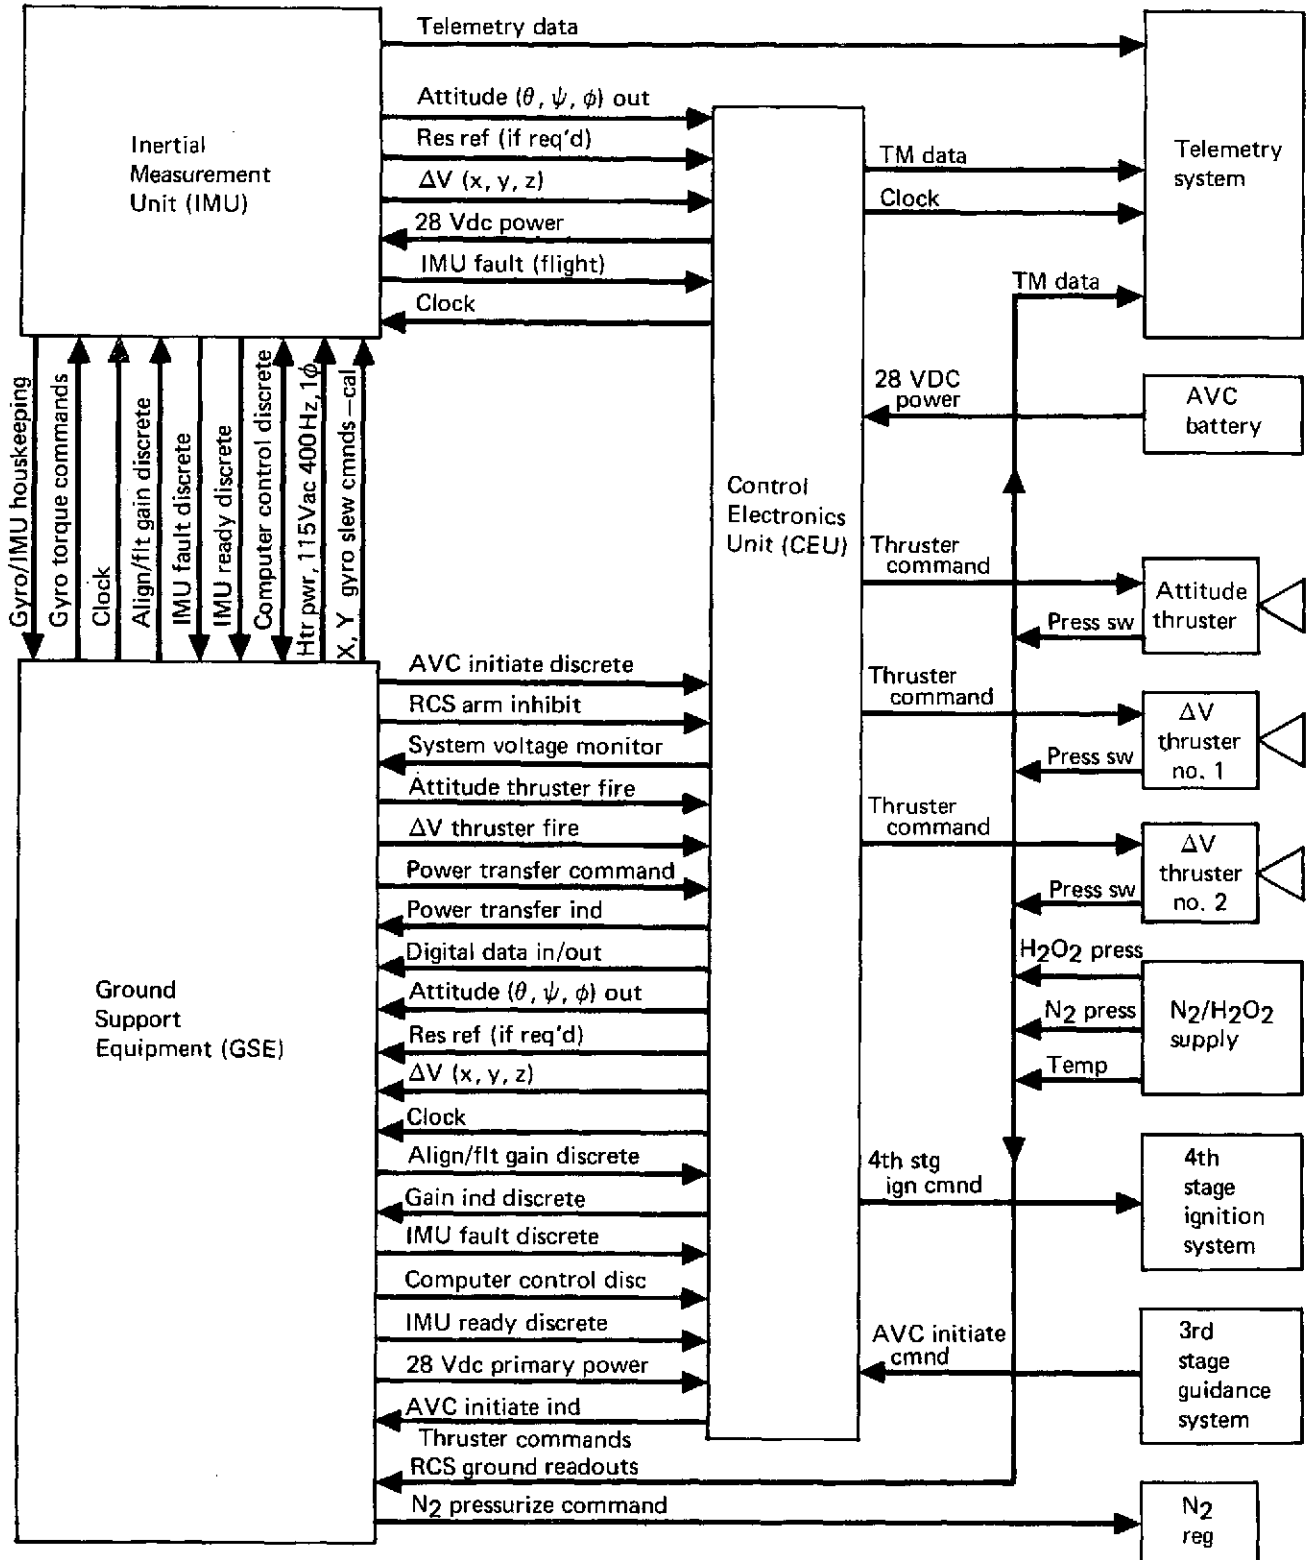 Telemetry data
Attitude (θ, ψ, ϕ) out
Res ref (if req'd)
ΔV (x, y, z)
28 Vdc power
IMU fault (flight)
Clock
Inertial
Measurement
Unit (IMU)
TM data
Clock
TM data
Telemetry
system
28 VDC
power
AVC
battery
Gyro/IMU houskeeping
Gyro torque commands
Clock
Align/flt gain discrete
IMU fault discrete
IMU ready discrete
Computer control discrete
Htr pwr, 115Vac 400Hz, 1ϕ
X, Y gyro slew cmnds–cal
Control
Electronics
Unit (CEU)
Thruster
command
Attitude
thruster
Press sw
Thruster
command
ΔV
thruster
no. 1
Press sw
Thruster
command
ΔV
thruster
no. 2
Press sw
H2O2 press
N2 press
Temp
N2/H2O2
supply
4th stg
ign cmnd
4th
stage
ignition
system
AVC initiate
cmnd
3rd
stage
guidance
system
Ground
Support
Equipment (GSE)
AVC initiate discrete
RCS arm inhibit
System voltage monitor
Attitude thruster fire
ΔV thruster fire
Power transfer command
Power transfer ind
Digital data in/out
Attitude (θ, ψ, ϕ) out
Res ref (if req'd)
ΔV (x, y, z)
Clock
Align/flt gain discrete
Gain ind discrete
IMU fault discrete
Computer control disc
IMU ready discrete
28 Vdc primary power
AVC initiate ind
Thruster commands
RCS ground readouts
N2 pressurize command
N2
reg